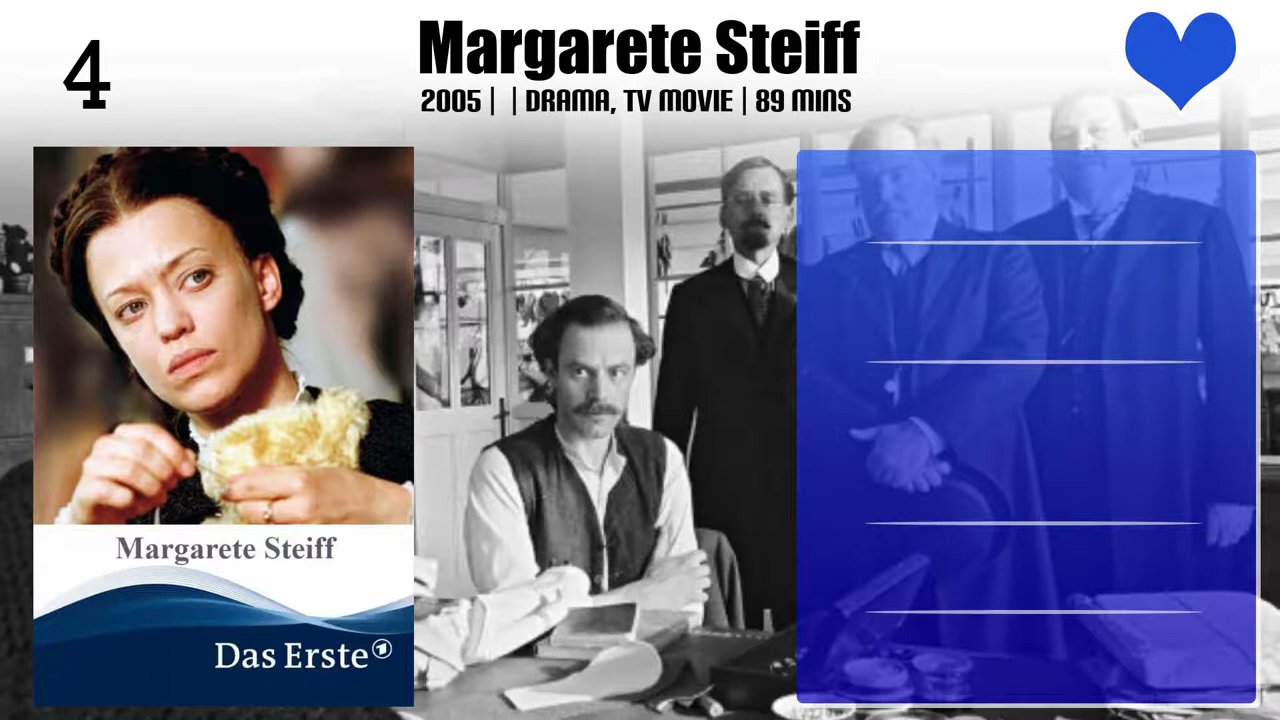 4
Margarete Steiff
2005 | | DRAMA, TV MOVIE | 89 MINS
Margarete Steiff
Das Erste